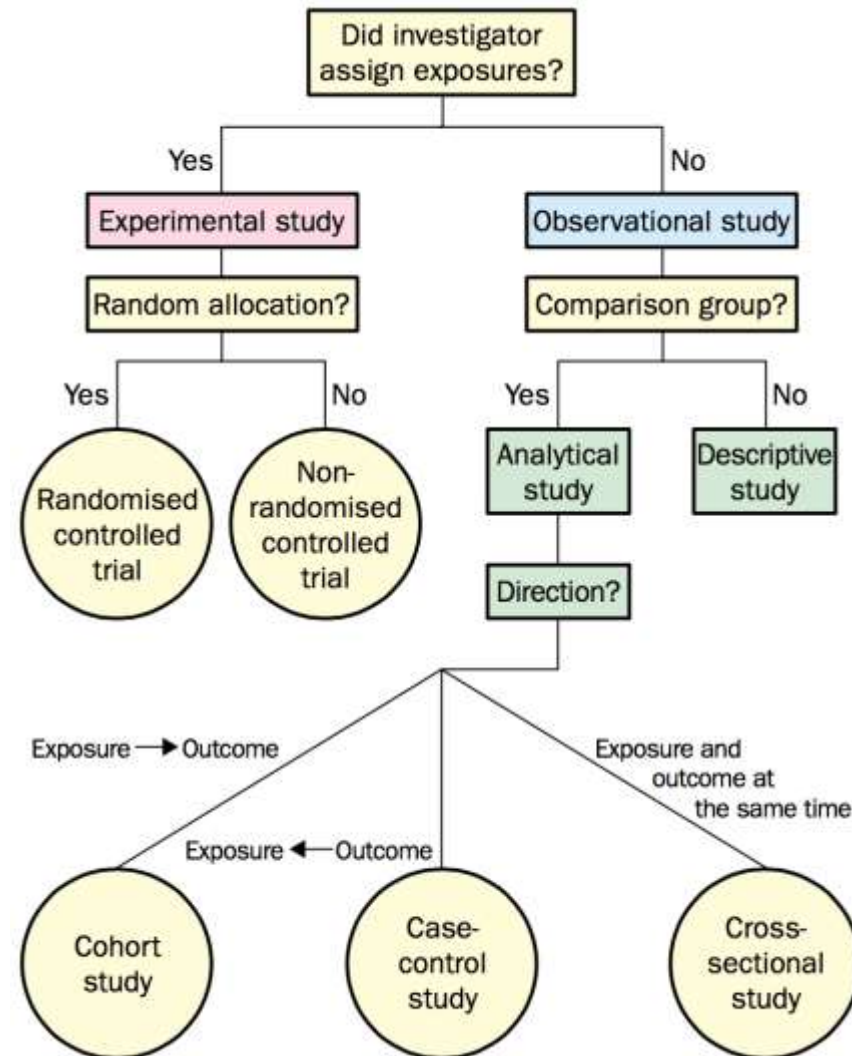 Did investigator
assign exposures?
Yes
No
Experimental study
Observational study
Random allocation?
Comparison group?
Yes
No
Yes
No
Randomised
controlled
trial
Non-
randomised
controlled
trial
Analytical
study
Descriptive
study
Direction?
Exposure → Outcome
Exposure ← Outcome
Exposure and
outcome at
the same time
Cohort
study
Case-
control
study
Cross-
sectional
study